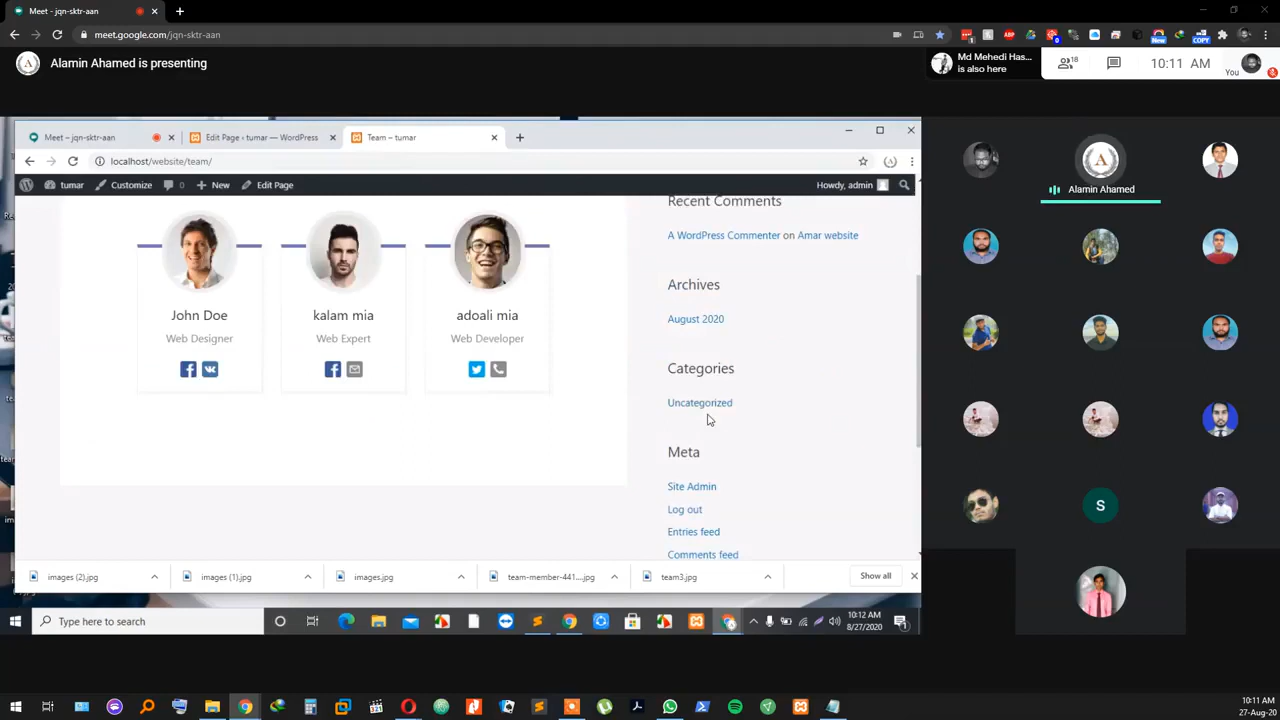 Meet - jqn-sktr-aan
meet.google.com/jqn-sktr-aan
New
COPY
Alamin Ahamed is presenting
Md Mehedi Has...
is also here
18
10:11 AM
You
Meet – jqn-sktr-aan
Edit Page ‹ tumar — WordPress
Team – tumar
localhost/website/team/
tumar
Customize
0
New
Edit Page
Howdy, admin
Alamin Ahamed
Recent Comments
A WordPress Commenter on Amar website
Archives
August 2020
Categories
Uncategorized
Meta
Site Admin
Log out
Entries feed
Comments feed
John Doe
Web Designer
kalam mia
Web Expert
adoali mia
Web Developer
S
images (2).jpg
images (1).jpg
images.jpg
team-member-441....jpg
team3.jpg
Show all
Type here to search
10:12 AM
8/27/2020
10:11 AM
27-Aug-20